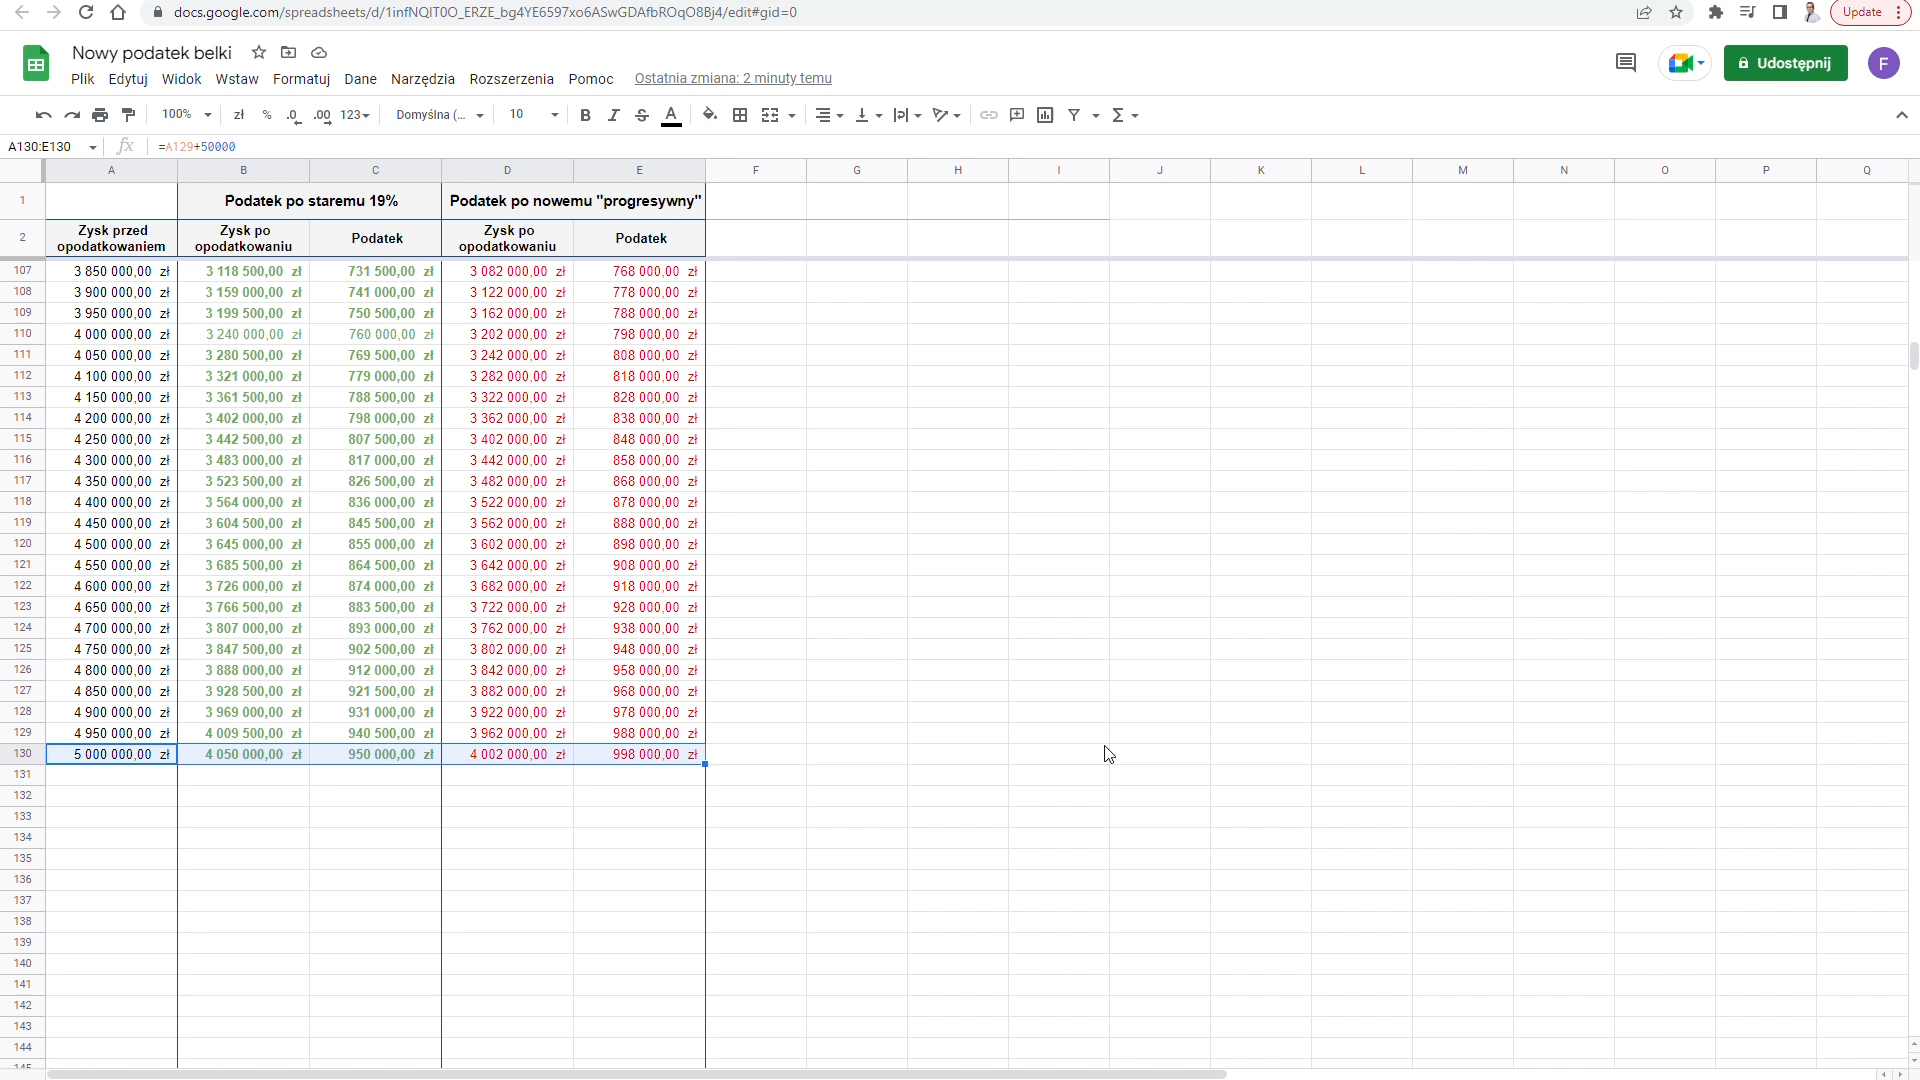 docs.google.com/spreadsheets/d/1infNQIT0O_ERZE_bg4YE6597xo6ASwGDAfbROqO8Bj4/edit#gid=0
Update
Nowy podatek belki
Plik Edytuj Widok Wstaw Formatuj Dane Narzędzia Rozszerzenia Pomoc Ostatnia zmiana: 2 minuty temu
Udostępnij
F
100% zł % .0 .00 123 Domyślna (... 10 B I S A
A130:E130 fx =A129+50000
A B C D E F G H I J K L M N O P Q
1 Podatek po staremu 19% Podatek po nowemu "progresywny"
2 Zysk przed opodatkowaniem Zysk po opodatkowaniu Podatek Zysk po opodatkowaniu Podatek
107 3 850 000,00 zł 3 118 500,00 zł 731 500,00 zł 3 082 000,00 zł 768 000,00 zł
108 3 900 000,00 zł 3 159 000,00 zł 741 000,00 zł 3 122 000,00 zł 778 000,00 zł
109 3 950 000,00 zł 3 199 500,00 zł 750 500,00 zł 3 162 000,00 zł 788 000,00 zł
110 4 000 000,00 zł 3 240 000,00 zł 760 000,00 zł 3 202 000,00 zł 798 000,00 zł
111 4 050 000,00 zł 3 280 500,00 zł 769 500,00 zł 3 242 000,00 zł 808 000,00 zł
112 4 100 000,00 zł 3 321 000,00 zł 779 000,00 zł 3 282 000,00 zł 818 000,00 zł
113 4 150 000,00 zł 3 361 500,00 zł 788 500,00 zł 3 322 000,00 zł 828 000,00 zł
114 4 200 000,00 zł 3 402 000,00 zł 798 000,00 zł 3 362 000,00 zł 838 000,00 zł
115 4 250 000,00 zł 3 442 500,00 zł 807 500,00 zł 3 402 000,00 zł 848 000,00 zł
116 4 300 000,00 zł 3 483 000,00 zł 817 000,00 zł 3 442 000,00 zł 858 000,00 zł
117 4 350 000,00 zł 3 523 500,00 zł 826 500,00 zł 3 482 000,00 zł 868 000,00 zł
118 4 400 000,00 zł 3 564 000,00 zł 836 000,00 zł 3 522 000,00 zł 878 000,00 zł
119 4 450 000,00 zł 3 604 500,00 zł 845 500,00 zł 3 562 000,00 zł 888 000,00 zł
120 4 500 000,00 zł 3 645 000,00 zł 855 000,00 zł 3 602 000,00 zł 898 000,00 zł
121 4 550 000,00 zł 3 685 500,00 zł 864 500,00 zł 3 642 000,00 zł 908 000,00 zł
122 4 600 000,00 zł 3 726 000,00 zł 874 000,00 zł 3 682 000,00 zł 918 000,00 zł
123 4 650 000,00 zł 3 766 500,00 zł 883 500,00 zł 3 722 000,00 zł 928 000,00 zł
124 4 700 000,00 zł 3 807 000,00 zł 893 000,00 zł 3 762 000,00 zł 938 000,00 zł
125 4 750 000,00 zł 3 847 500,00 zł 902 500,00 zł 3 802 000,00 zł 948 000,00 zł
126 4 800 000,00 zł 3 888 000,00 zł 912 000,00 zł 3 842 000,00 zł 958 000,00 zł
127 4 850 000,00 zł 3 928 500,00 zł 921 500,00 zł 3 882 000,00 zł 968 000,00 zł
128 4 900 000,00 zł 3 969 000,00 zł 931 000,00 zł 3 922 000,00 zł 978 000,00 zł
129 4 950 000,00 zł 4 009 500,00 zł 940 500,00 zł 3 962 000,00 zł 988 000,00 zł
130 5 000 000,00 zł 4 050 000,00 zł 950 000,00 zł 4 002 000,00 zł 998 000,00 zł
131
132
133
134
135
136
137
138
139
140
141
142
143
144
145